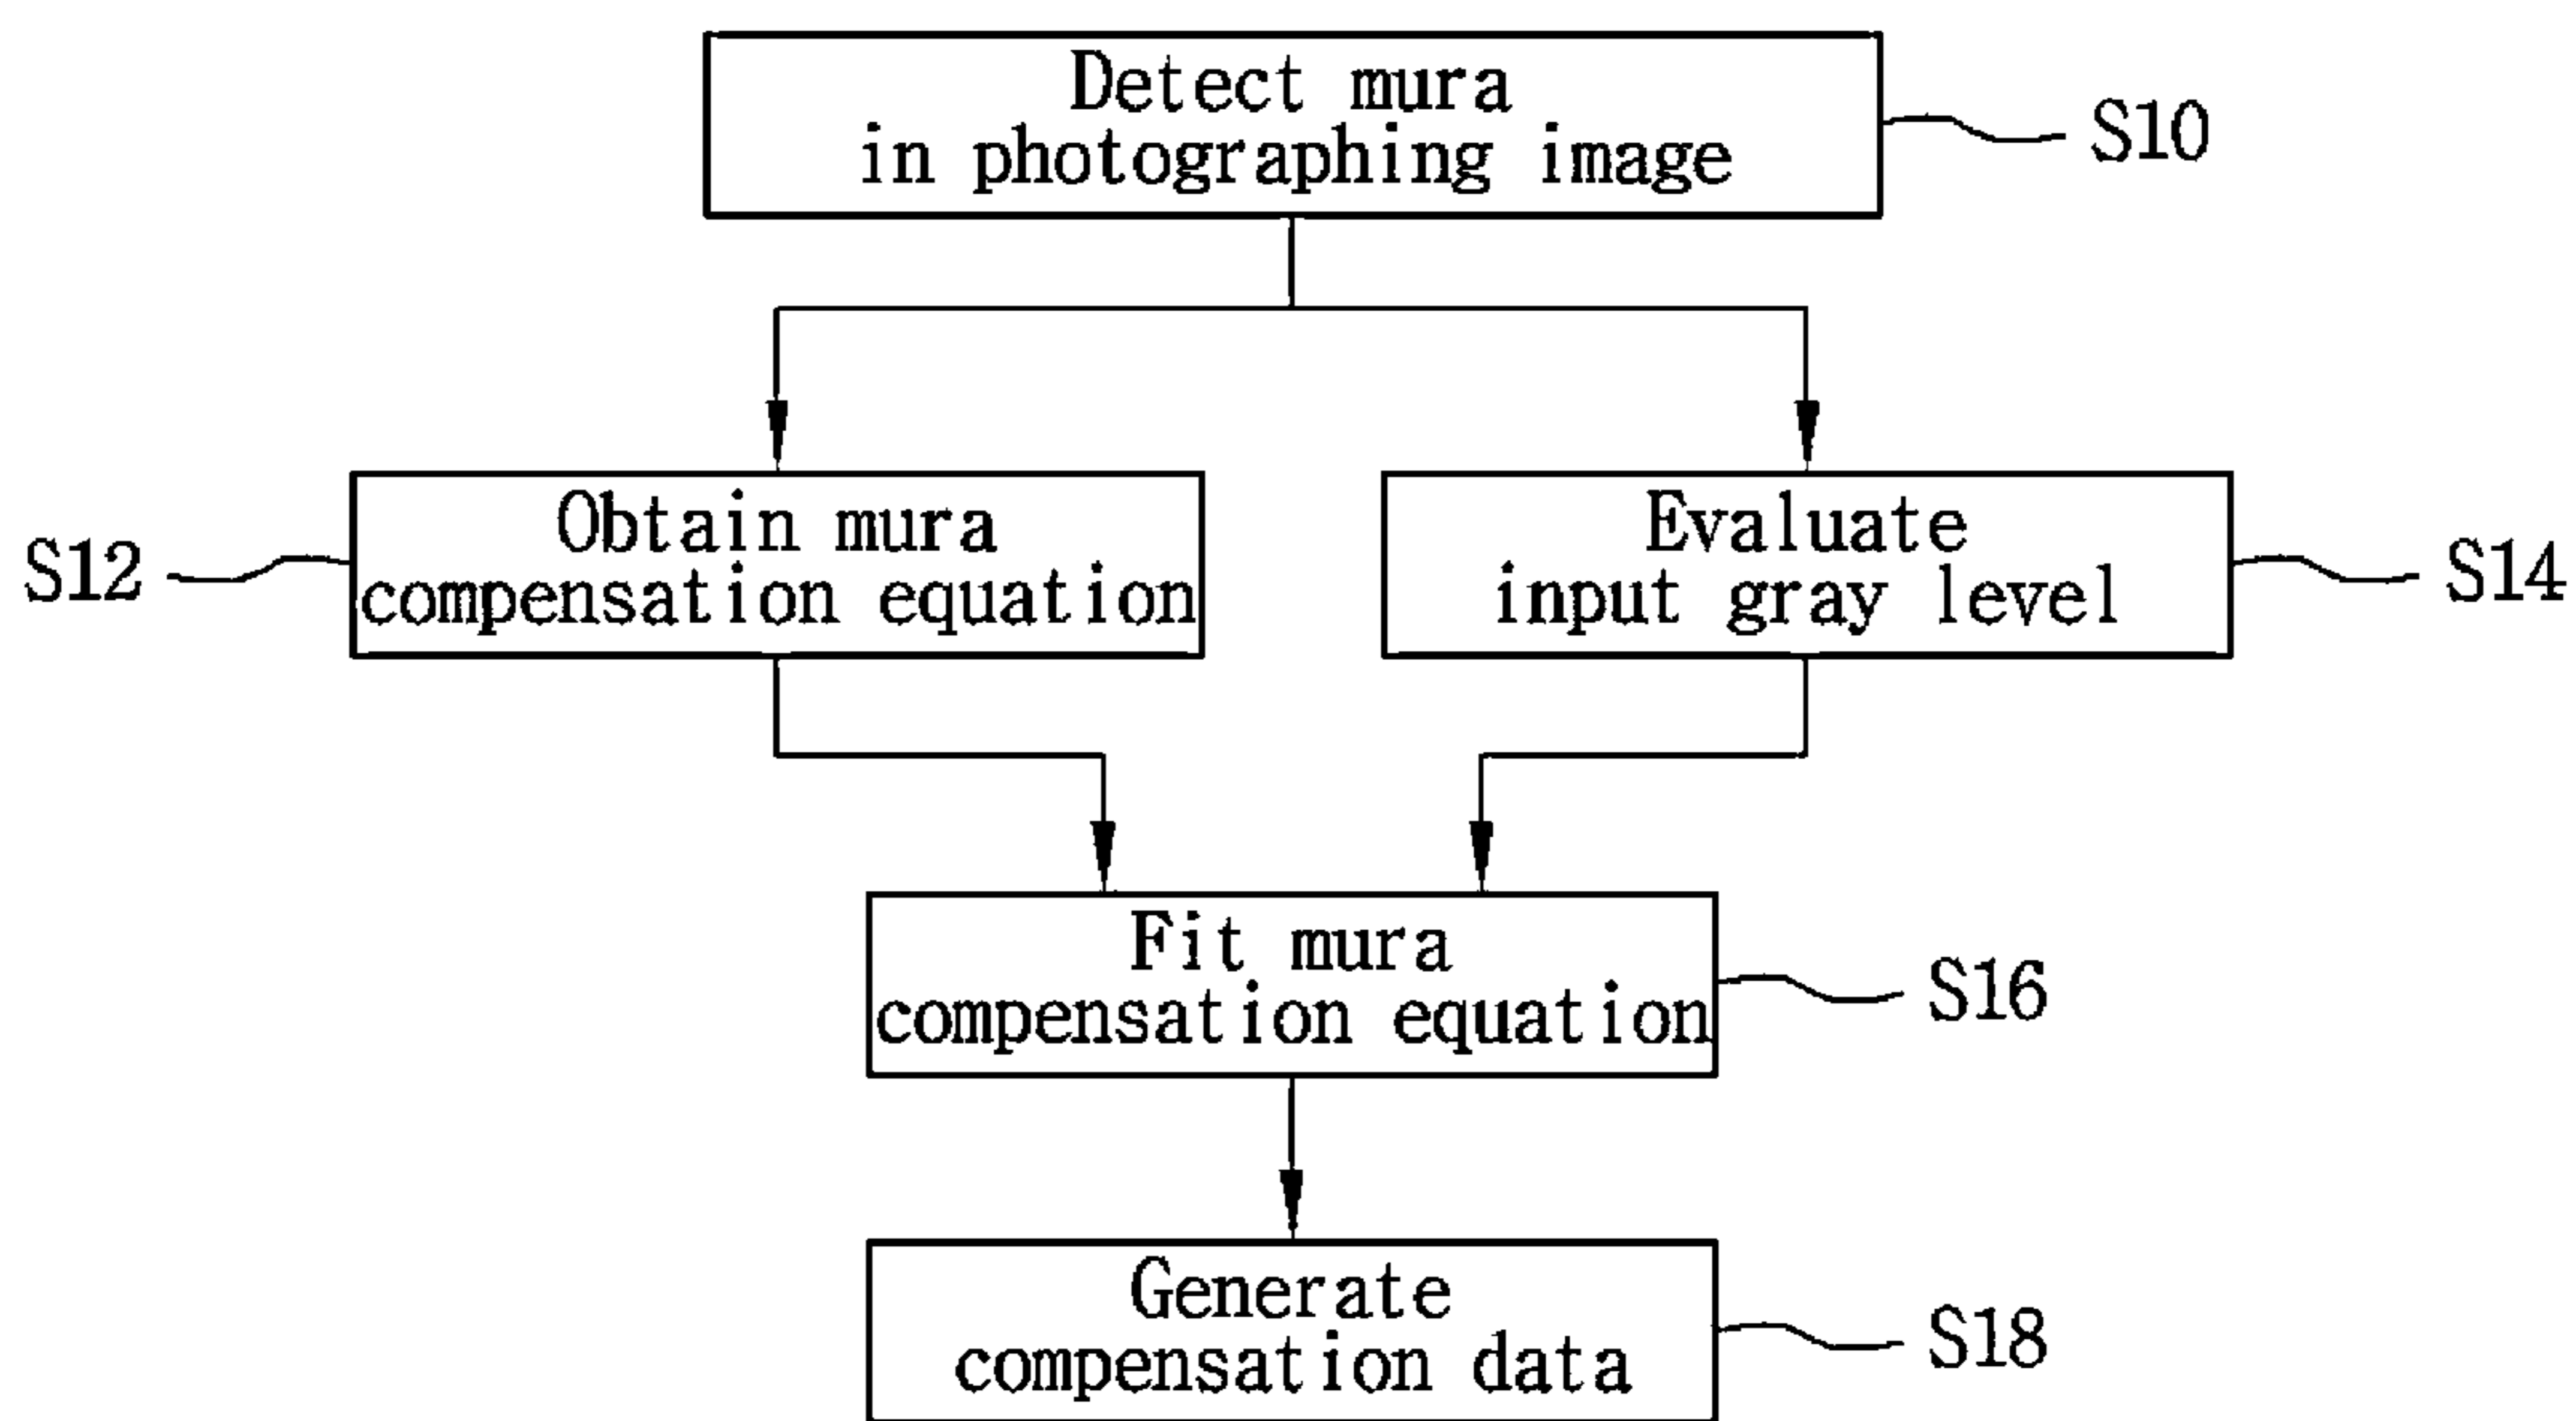 Detect mura
in photographing image
S10
Obtain mura
compensation equation
S12
Evaluate
input gray level
S14
Fit mura
compensation equation
S16
Generate
compensation data
S18